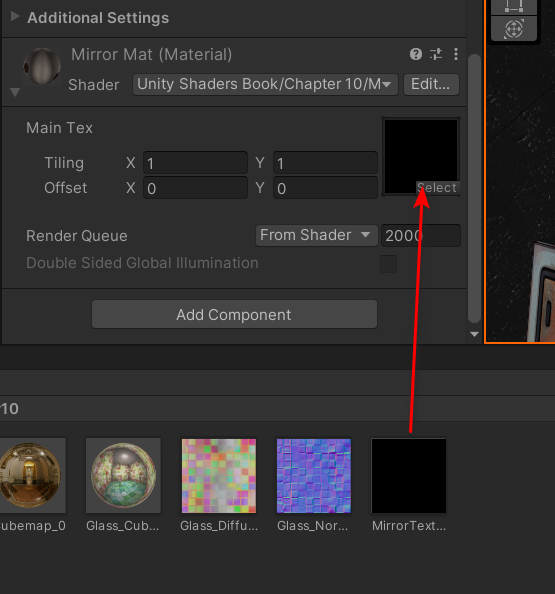 Additional Settings
Mirror Mat (Material)
Shader Unity Shaders Book/Chapter 10/M Edit...
Main Tex
Tiling X 1 Y 1
Offset X 0 Y 0
Select
Render Queue From Shader 2000
Double Sided Global Illumination
Add Component
10
ubemap_0 Glass_Cub... Glass_Diffu... Glass_Nor... MirrorText...